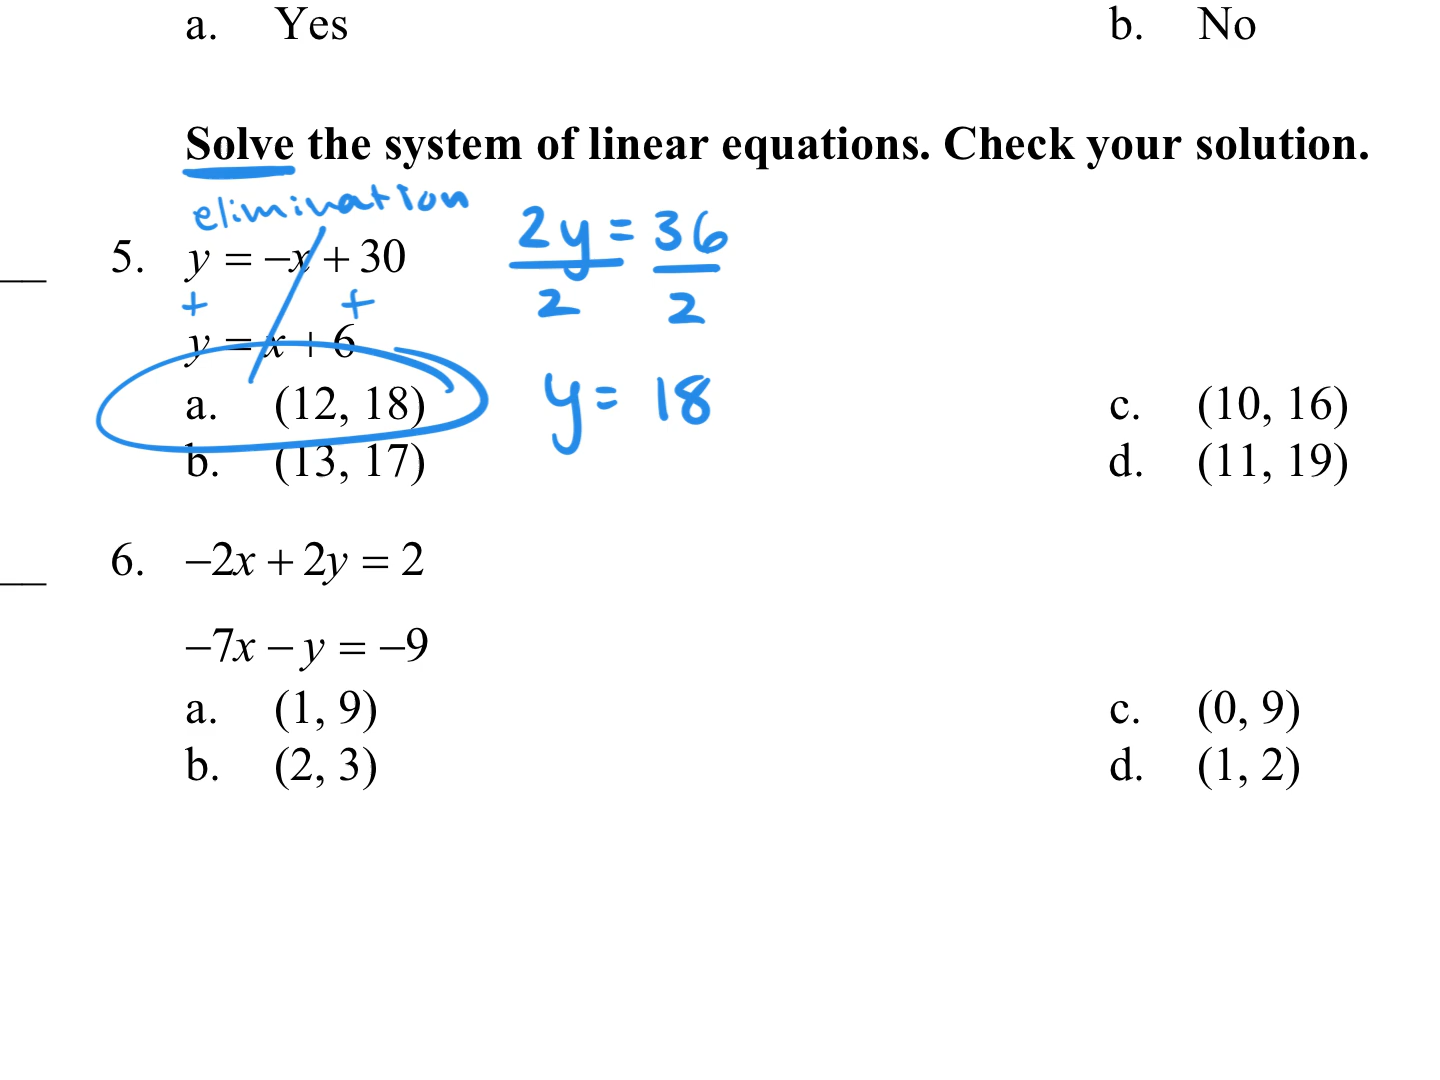 a. Yes b. No
Solve the system of linear equations. Check your solution.
elimination
5. y = −x + 30
+ +
y = x + 6
2y = 36
2 2
y = 18
a. (12, 18) c. (10, 16)
b. (13, 17) d. (11, 19)
6. −2x + 2y = 2
−7x − y = −9
a. (1, 9) c. (0, 9)
b. (2, 3) d. (1, 2)